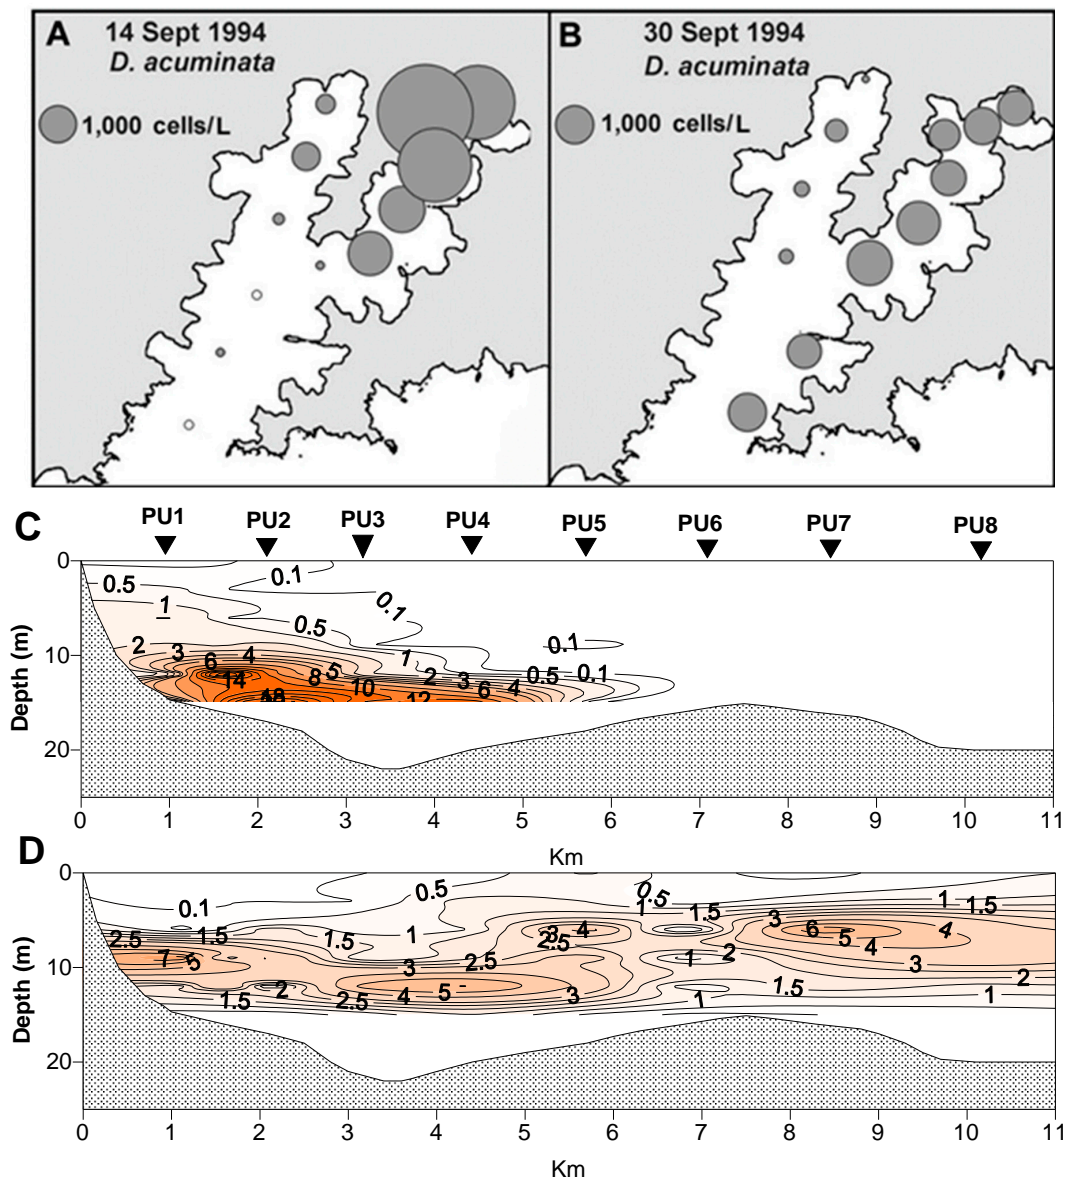 A 14 Sept 1994
D. acuminata
1,000 cells/L
B 30 Sept 1994
D. acuminata
1,000 cells/L
C PU1 PU2 PU3 PU4 PU5 PU6 PU7 PU8
0
10
20
Depth (m)
0.5 0.1
1 0.1
0.5
2 3 6 4 1 0.1
14 8 5 10 2 3 6 4 0.5 0.1
12
0 1 2 3 4 5 6 7 8 9 10 11
Km
D
0
10
20
Depth (m)
0.1 0.5 0.5 1 1.5
2.5 1.5 1.5 1 3 4 1 1.5 3 6 5 4 4
2.5
7 5 3 2.5 1 2 3
2 4 5 3 1.5 2
1.5 2.5 1 1
0 1 2 3 4 5 6 7 8 9 10 11
Km